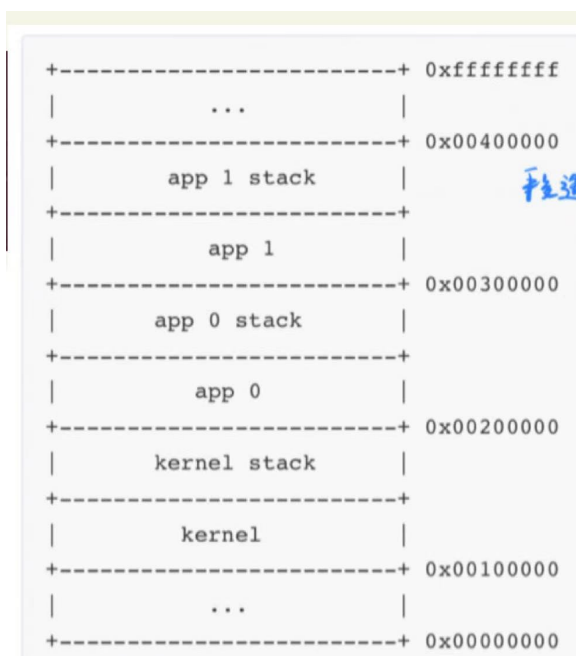 +------------------------+ 0xffffffff
|          ...           |
+------------------------+ 0x00400000
|      app 1 stack       |
+------------------------+
|         app 1          |
+------------------------+ 0x00300000
|      app 0 stack       |
+------------------------+
|         app 0          |
+------------------------+ 0x00200000
|      kernel stack      |
+------------------------+
|         kernel         |
+------------------------+ 0x00100000
|          ...           |
+------------------------+ 0x00000000